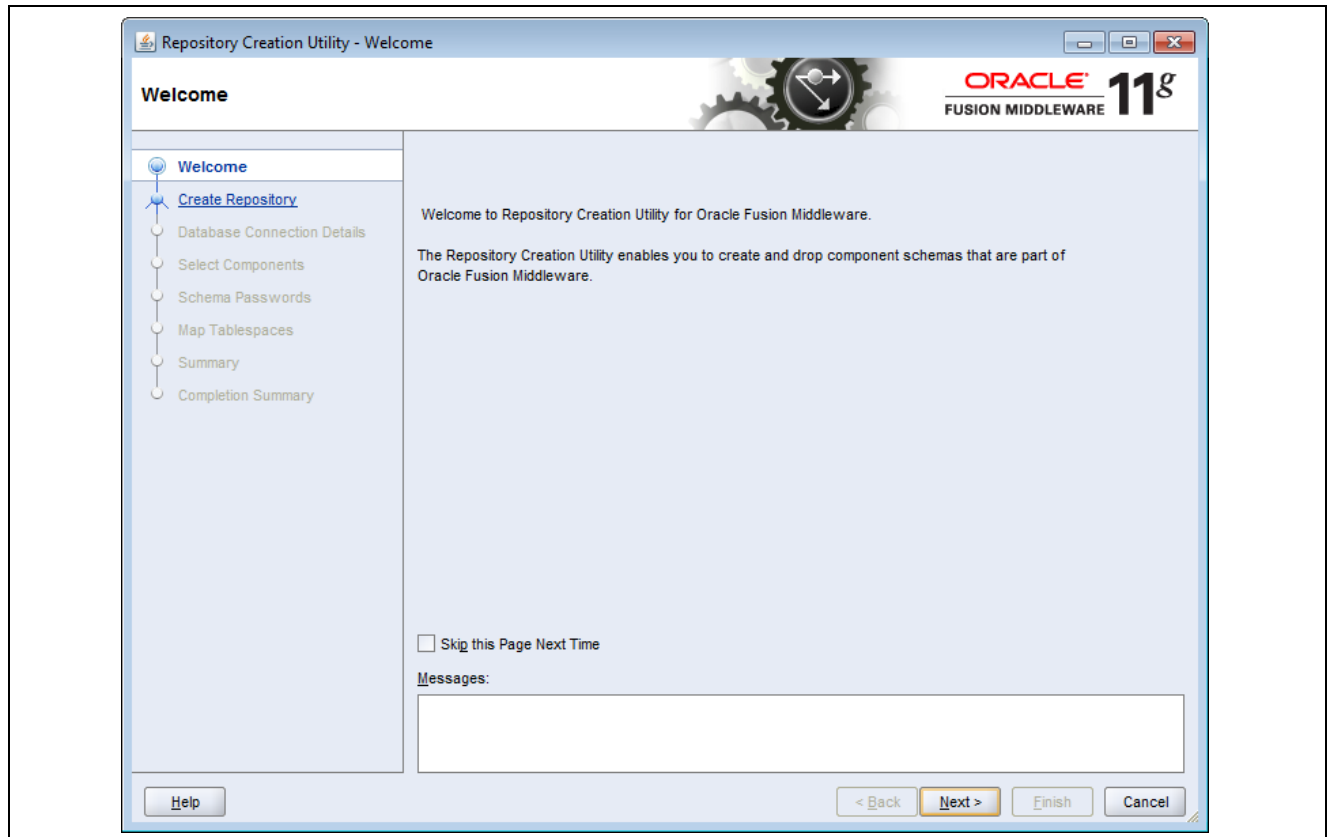 Repository Creation Utility - Welcome
Welcome
ORACLE
FUSION MIDDLEWARE 11g
Welcome
Create Repository
Database Connection Details
Select Components
Schema Passwords
Map Tablespaces
Summary
Completion Summary
Welcome to Repository Creation Utility for Oracle Fusion Middleware.
The Repository Creation Utility enables you to create and drop component schemas that are part of
Oracle Fusion Middleware.
Skip this Page Next Time
Messages:
Help
< Back
Next >
Finish
Cancel